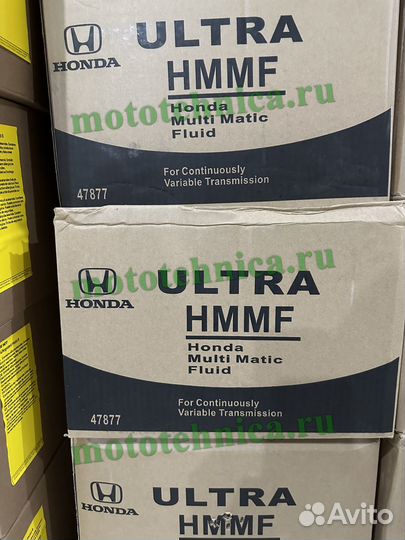 HONDA
ULTRA
HMMF
Honda
Multi Matic
Fluid
mototechnica.ru
For Continuously
Variable Transmission
47877
mototechnica.ru
HONDA
ULTRA
HMMF
Honda
Multi Matic
Fluid
For Continuously
Variable Transmission
47877
mototechnica.ru
HONDA
ULTRA
HMMF
Avito